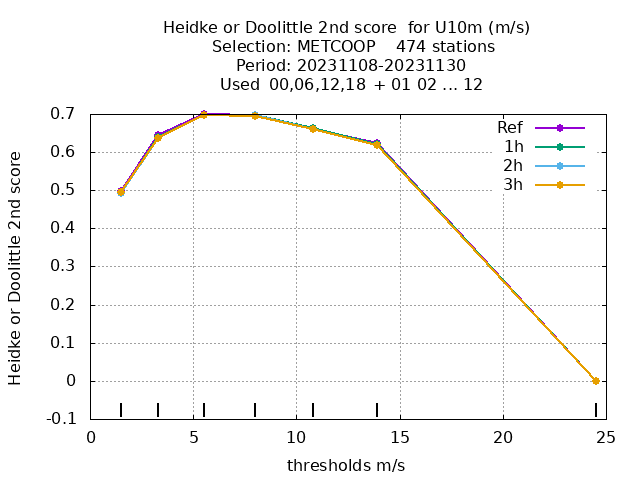 Heidke or Doolittle 2nd score  for U10m (m/s)
Selection: METCOOP    474 stations
Period: 20231108-20231130
Used  00,06,12,18  + 01 02 ... 12
Heidke or Doolittle 2nd score
0.7
0.6
0.5
0.4
0.3
0.2
0.1
0
-0.1
Ref
1h
2h
3h
0 5 10 15 20 25
thresholds m/s